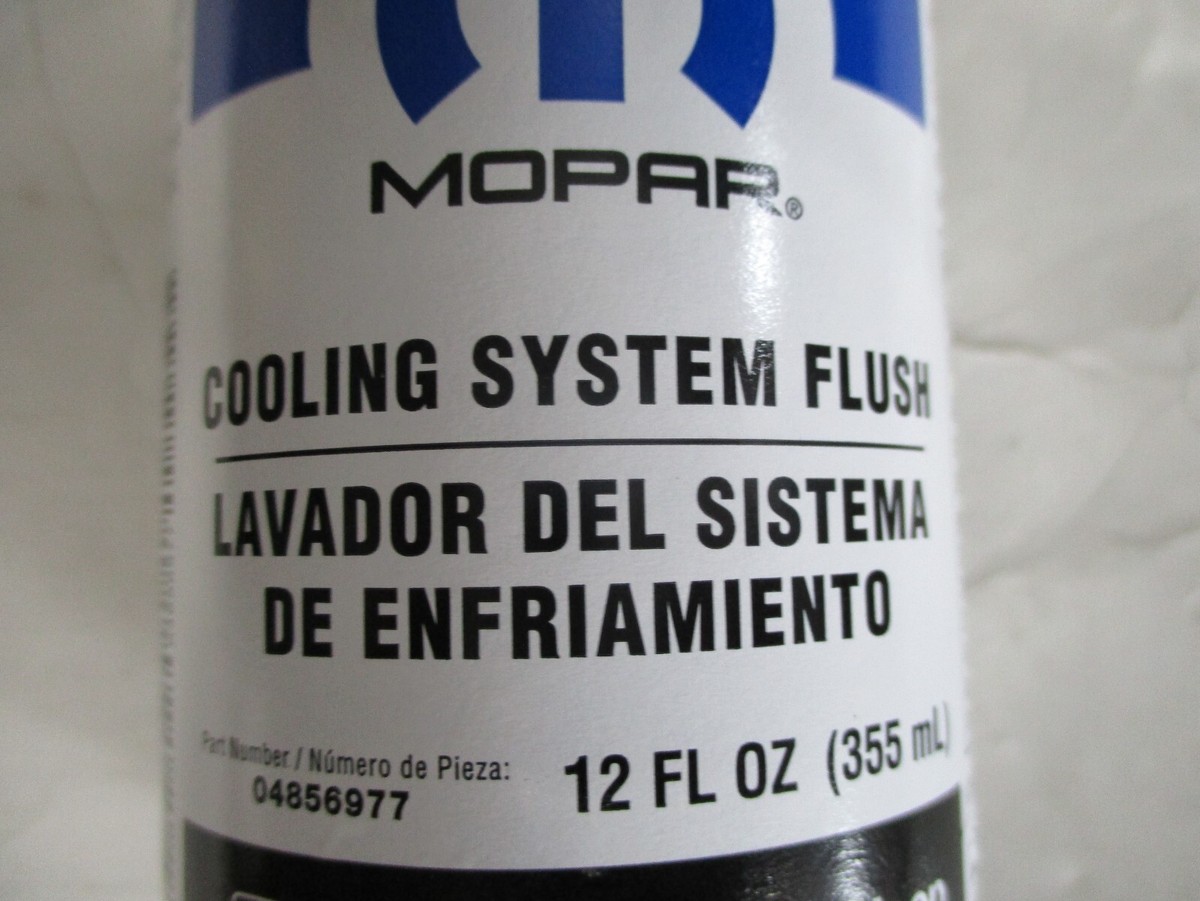 MOPAR®
COOLING SYSTEM FLUSH
LAVADOR DEL SISTEMA
DE ENFRIAMIENTO
Part Number / Número de Pieza:
04856977
12 FL OZ (355 mL)